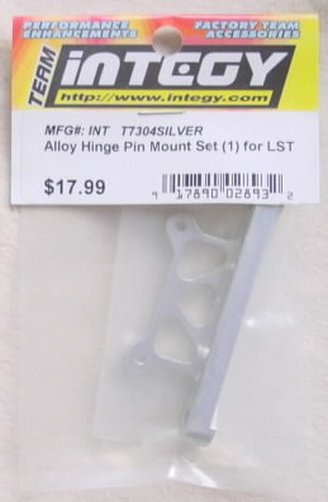 PERFORMANCE ENHANCEMENTS
FACTORY TEAM ACCESSORIES
TEAM
iNTEGY
http://www.integy.com
MFG#: INT T7304SILVER
Alloy Hinge Pin Mount Set (1) for LST
$17.99
9 17890 02893 2